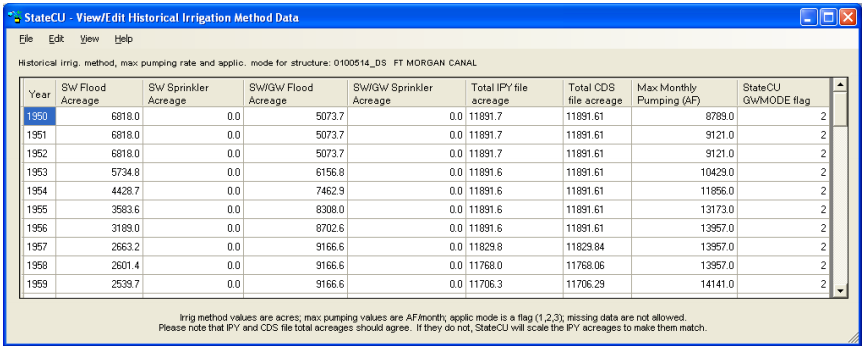 StateCU - View/Edit Historical Irrigation Method Data
File Edit View Help
Historical irrig. method, max pumping rate and applic. mode for structure: 0100514_DS FT MORGAN CANAL
Year SW Flood Acreage SW Sprinkler Acreage SW/GW Flood Acreage SW/GW Sprinkler Acreage Total IPY file acreage Total CDS file acreage Max Monthly Pumping (AF) StateCU GWMODE flag
1950 6818.0 0.0 5073.7 0.0 11891.7 11891.61 8789.0 2
1951 6818.0 0.0 5073.7 0.0 11891.7 11891.61 9121.0 2
1952 6818.0 0.0 5073.7 0.0 11891.7 11891.61 9121.0 2
1953 5734.8 0.0 6156.8 0.0 11891.6 11891.61 10429.0 2
1954 4428.7 0.0 7462.9 0.0 11891.6 11891.61 11856.0 2
1955 3583.6 0.0 8308.0 0.0 11891.6 11891.61 13173.0 2
1956 3189.0 0.0 8702.6 0.0 11891.6 11891.61 13957.0 2
1957 2663.2 0.0 9166.6 0.0 11829.8 11829.84 13957.0 2
1958 2601.4 0.0 9166.6 0.0 11768.0 11768.06 13957.0 2
1959 2539.7 0.0 9166.6 0.0 11706.3 11706.29 14141.0 2
Irrig method values are acres; max pumping values are AF/month; applic mode is a flag (1,2,3); missing data are not allowed.
Please note that IPY and CDS file total acreages should agree. If they do not, StateCU will scale the IPY acreages to make them match.